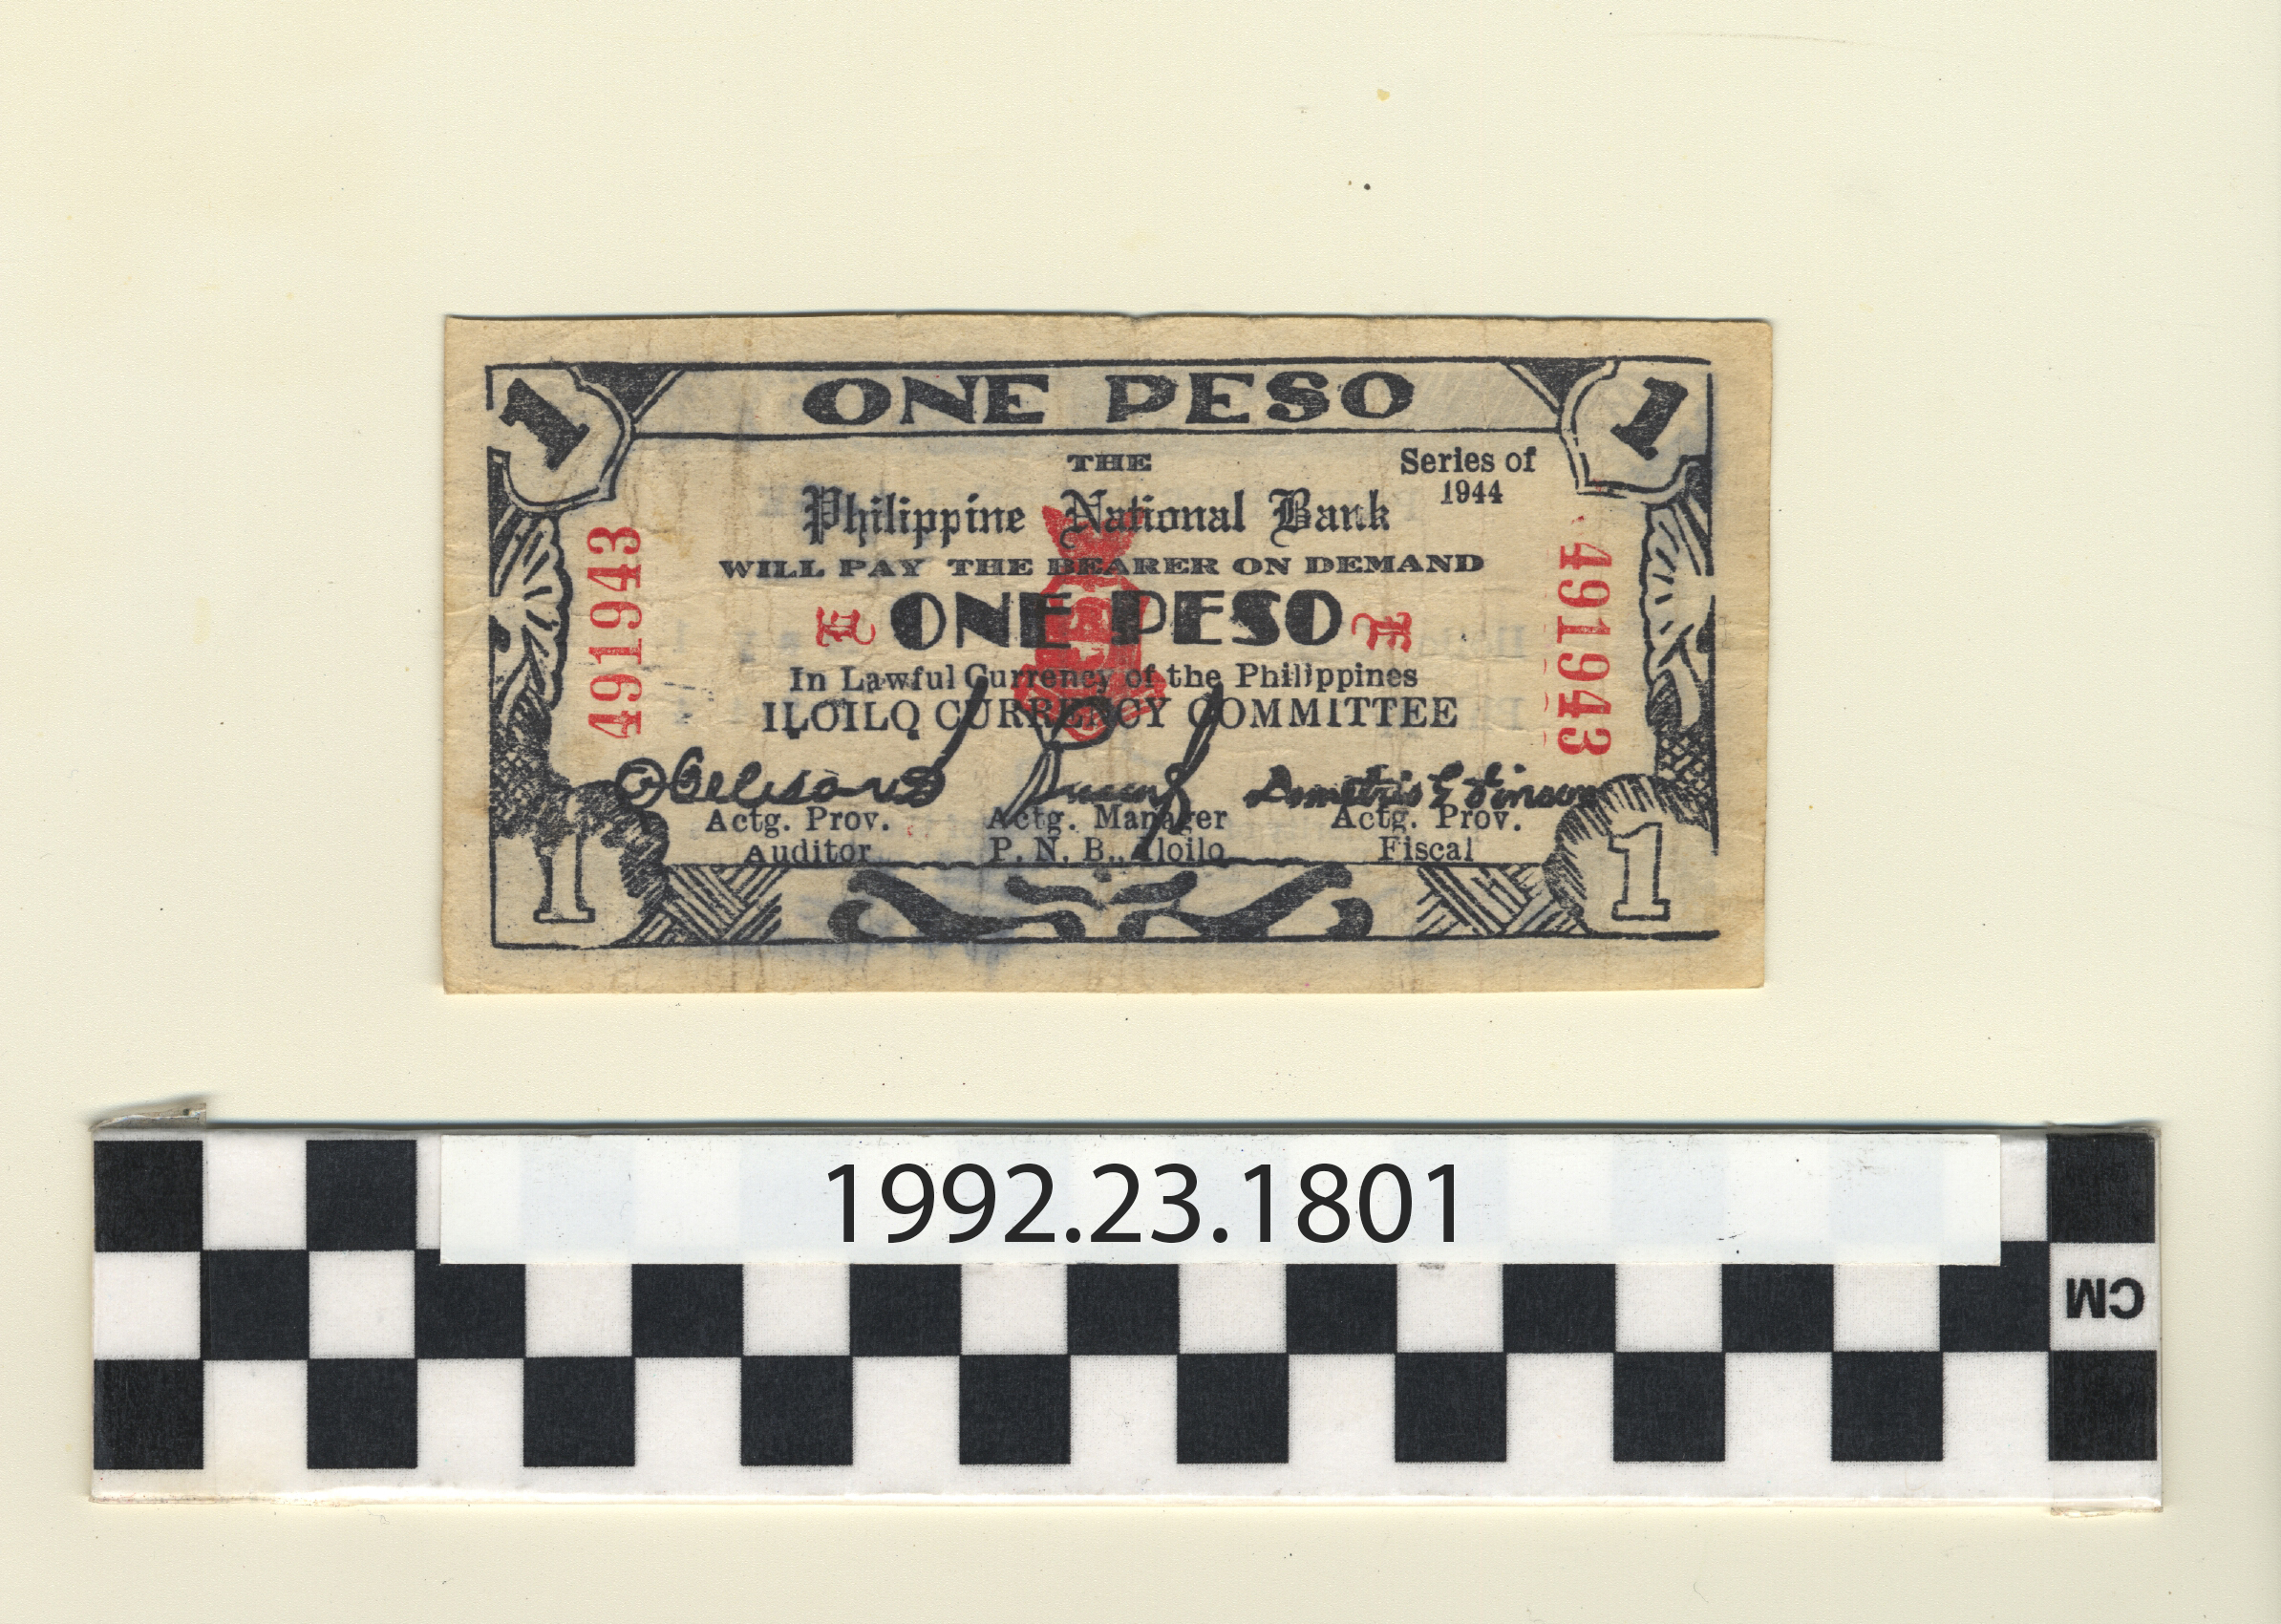 1 ONE PESO 1
THE
Series of
1944
Philippine National Bank
WILL PAY THE BEARER ON DEMAND
491943
ONE PESO
491943
In Lawful Currency of the Philippines
ILOILO CURRENCY COMMITTEE
Actg. Prov.
Auditor
Actg. Manager
P. N. B., Iloilo
Actg. Prov.
Fiscal
1 1
1992.23.1801
CM